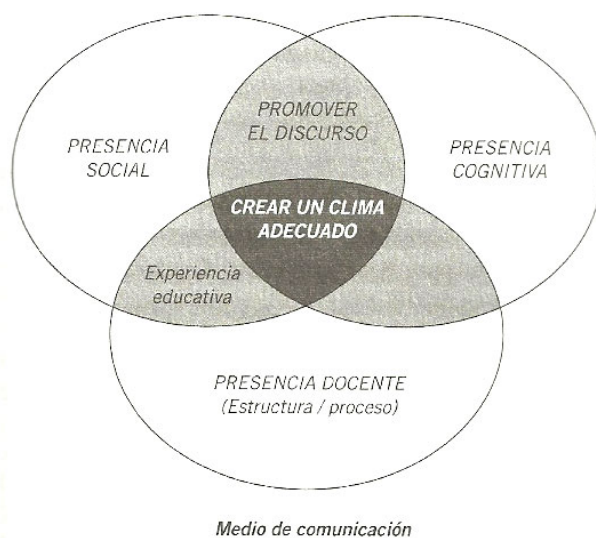 PROMOVER
EL DISCURSO
PRESENCIA
SOCIAL
PRESENCIA
COGNITIVA
CREAR UN CLIMA
ADECUADO
Experiencia
educativa
PRESENCIA DOCENTE
(Estructura / proceso)
Medio de comunicación